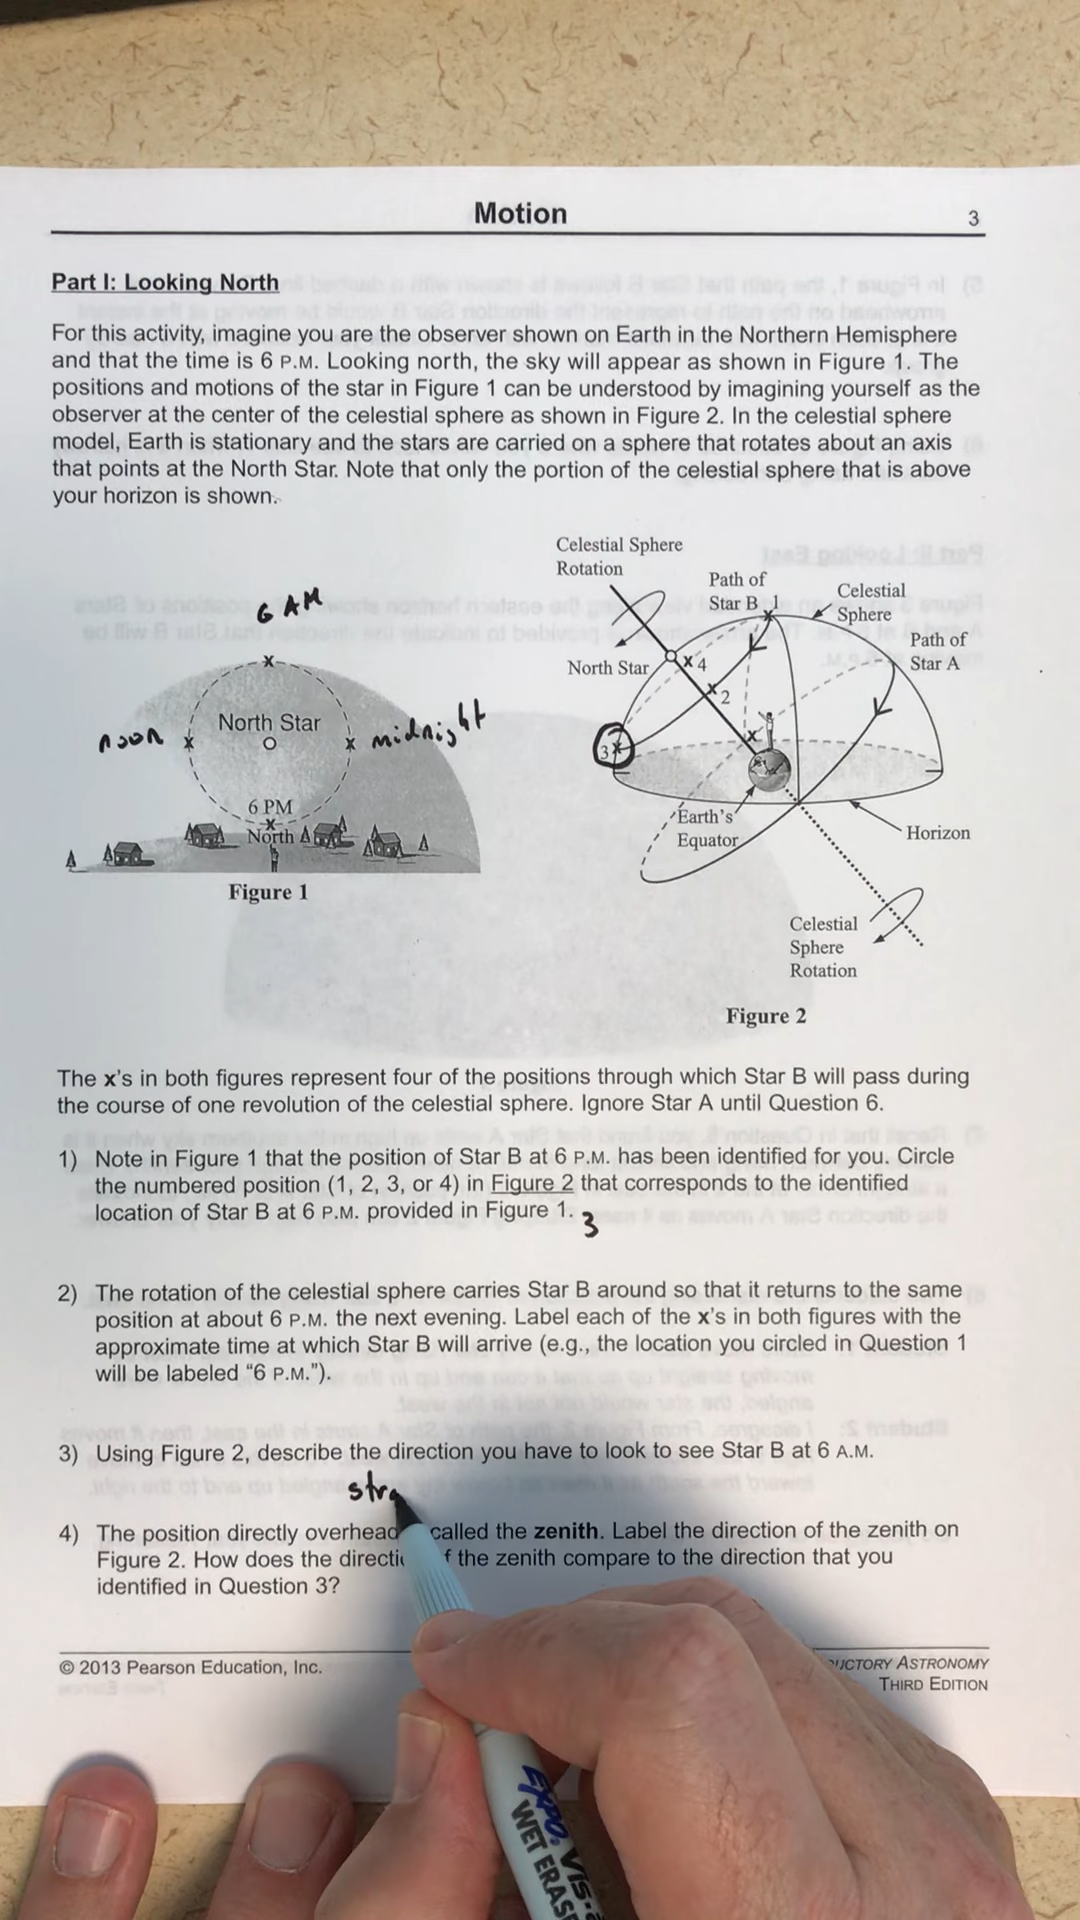 Motion
3
Part I: Looking North
For this activity, imagine you are the observer shown on Earth in the Northern Hemisphere
and that the time is 6 P.M. Looking north, the sky will appear as shown in Figure 1. The
positions and motions of the star in Figure 1 can be understood by imagining yourself as the
observer at the center of the celestial sphere as shown in Figure 2. In the celestial sphere
model, Earth is stationary and the stars are carried on a sphere that rotates about an axis
that points at the North Star. Note that only the portion of the celestial sphere that is above
your horizon is shown.
6 AM
x
noon
x
North Star
x
midnight
6 PM
x
North
Figure 1
Celestial Sphere
Rotation
Path of
Star B
1
x
Celestial
Sphere
Path of
Star A
North Star
x 4
x
2
3 x
Earth's
Equator
Horizon
Celestial
Sphere
Rotation
Figure 2
The x's in both figures represent four of the positions through which Star B will pass during
the course of one revolution of the celestial sphere. Ignore Star A until Question 6.
1) Note in Figure 1 that the position of Star B at 6 P.M. has been identified for you. Circle
the numbered position (1, 2, 3, or 4) in Figure 2 that corresponds to the identified
location of Star B at 6 P.M. provided in Figure 1.
3
2) The rotation of the celestial sphere carries Star B around so that it returns to the same
position at about 6 P.M. the next evening. Label each of the x's in both figures with the
approximate time at which Star B will arrive (e.g., the location you circled in Question 1
will be labeled “6 P.M.”).
3) Using Figure 2, describe the direction you have to look to see Star B at 6 A.M.
stra
4) The position directly overhead called the zenith. Label the direction of the zenith on
Figure 2. How does the directi f the zenith compare to the direction that you
identified in Question 3?
© 2013 Pearson Education, Inc.
UCTORY ASTRONOMY
THIRD EDITION
EXPO VIS-
WET ERASE